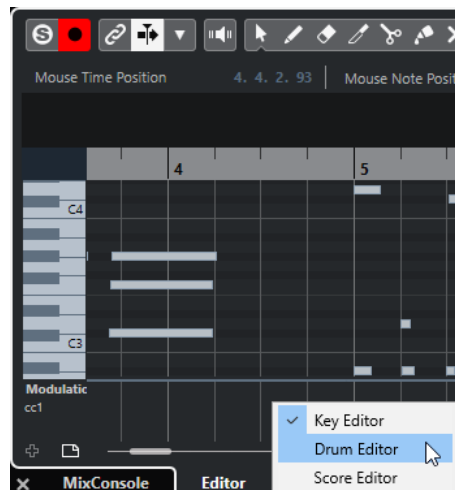 S
Mouse Time Position 4. 4. 2. 93 Mouse Note Posit
4 5
C4
C3
Modulatic
cc1
Key Editor
Drum Editor
Score Editor
MixConsole Editor